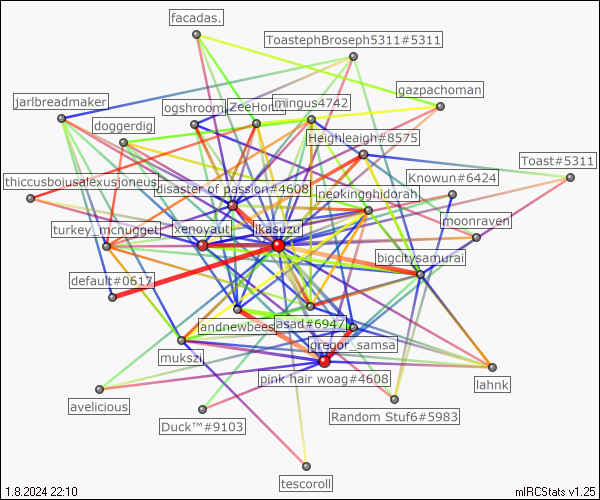 facadas.
ToastephBroseph5311#5311
gazpachoman
jarlbreadmaker
ogshroom
ZeeHon
mingus4742
doggerdig
Heighleaigh#8575
Toast#5311
Knowun#6424
thiccusboiusalexusjoneus
disaster of passion#4608
neokingghidorah
moonraven
turkey_mcnugget
xenoyaut
ikasuzu
bigcitysamurai
default#0617
andnewbees
asad#6947
gregor_samsa
mukszi
pink hair woag#4608
lahnk
avelicious
Random Stuf6#5983
Duck™#9103
tescoroll
1.8.2024 22:10
mIRCStats v1.25